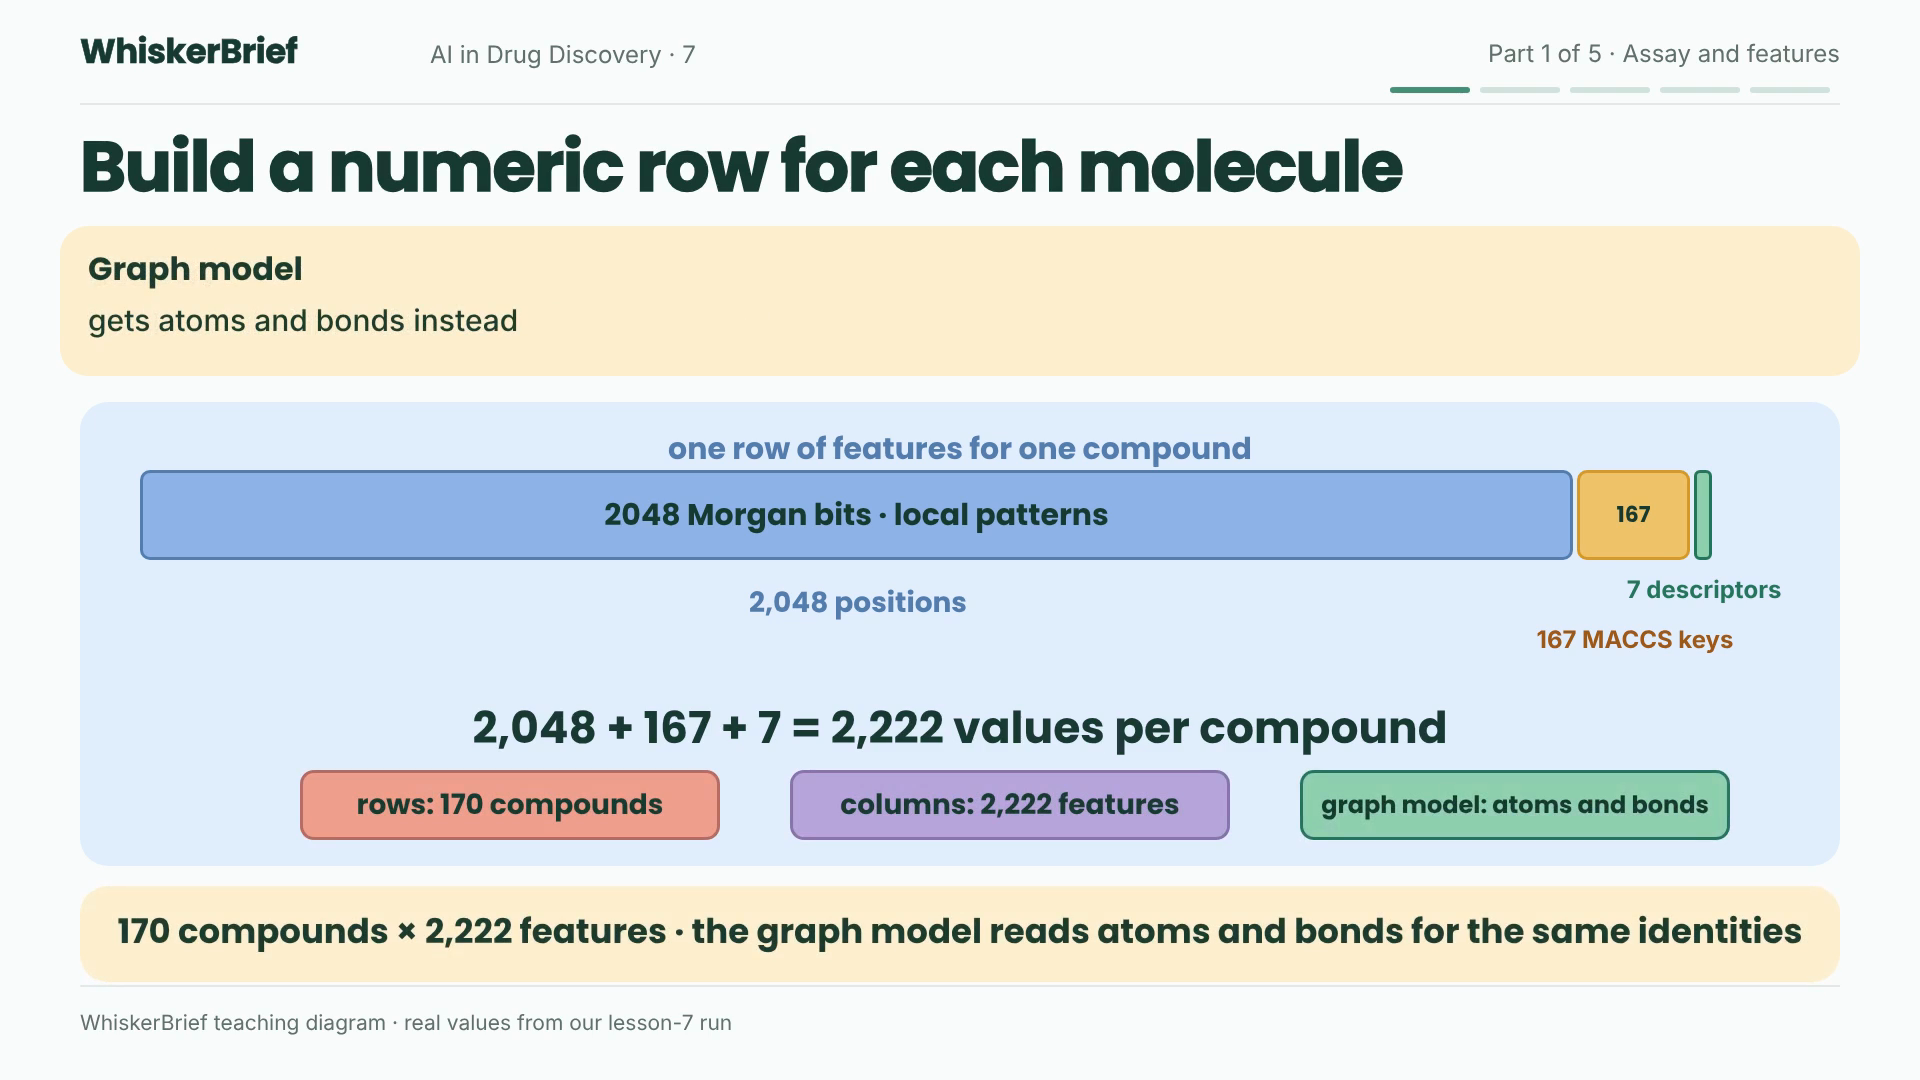 WhiskerBrief
AI in Drug Discovery · 7
Part 1 of 5 · Assay and features
Build a numeric row for each molecule
Graph model
gets atoms and bonds instead
one row of features for one compound
2048 Morgan bits · local patterns
167
2,048 positions
7 descriptors
167 MACCS keys
2,048 + 167 + 7 = 2,222 values per compound
rows: 170 compounds
columns: 2,222 features
graph model: atoms and bonds
170 compounds × 2,222 features · the graph model reads atoms and bonds for the same identities
WhiskerBrief teaching diagram · real values from our lesson-7 run